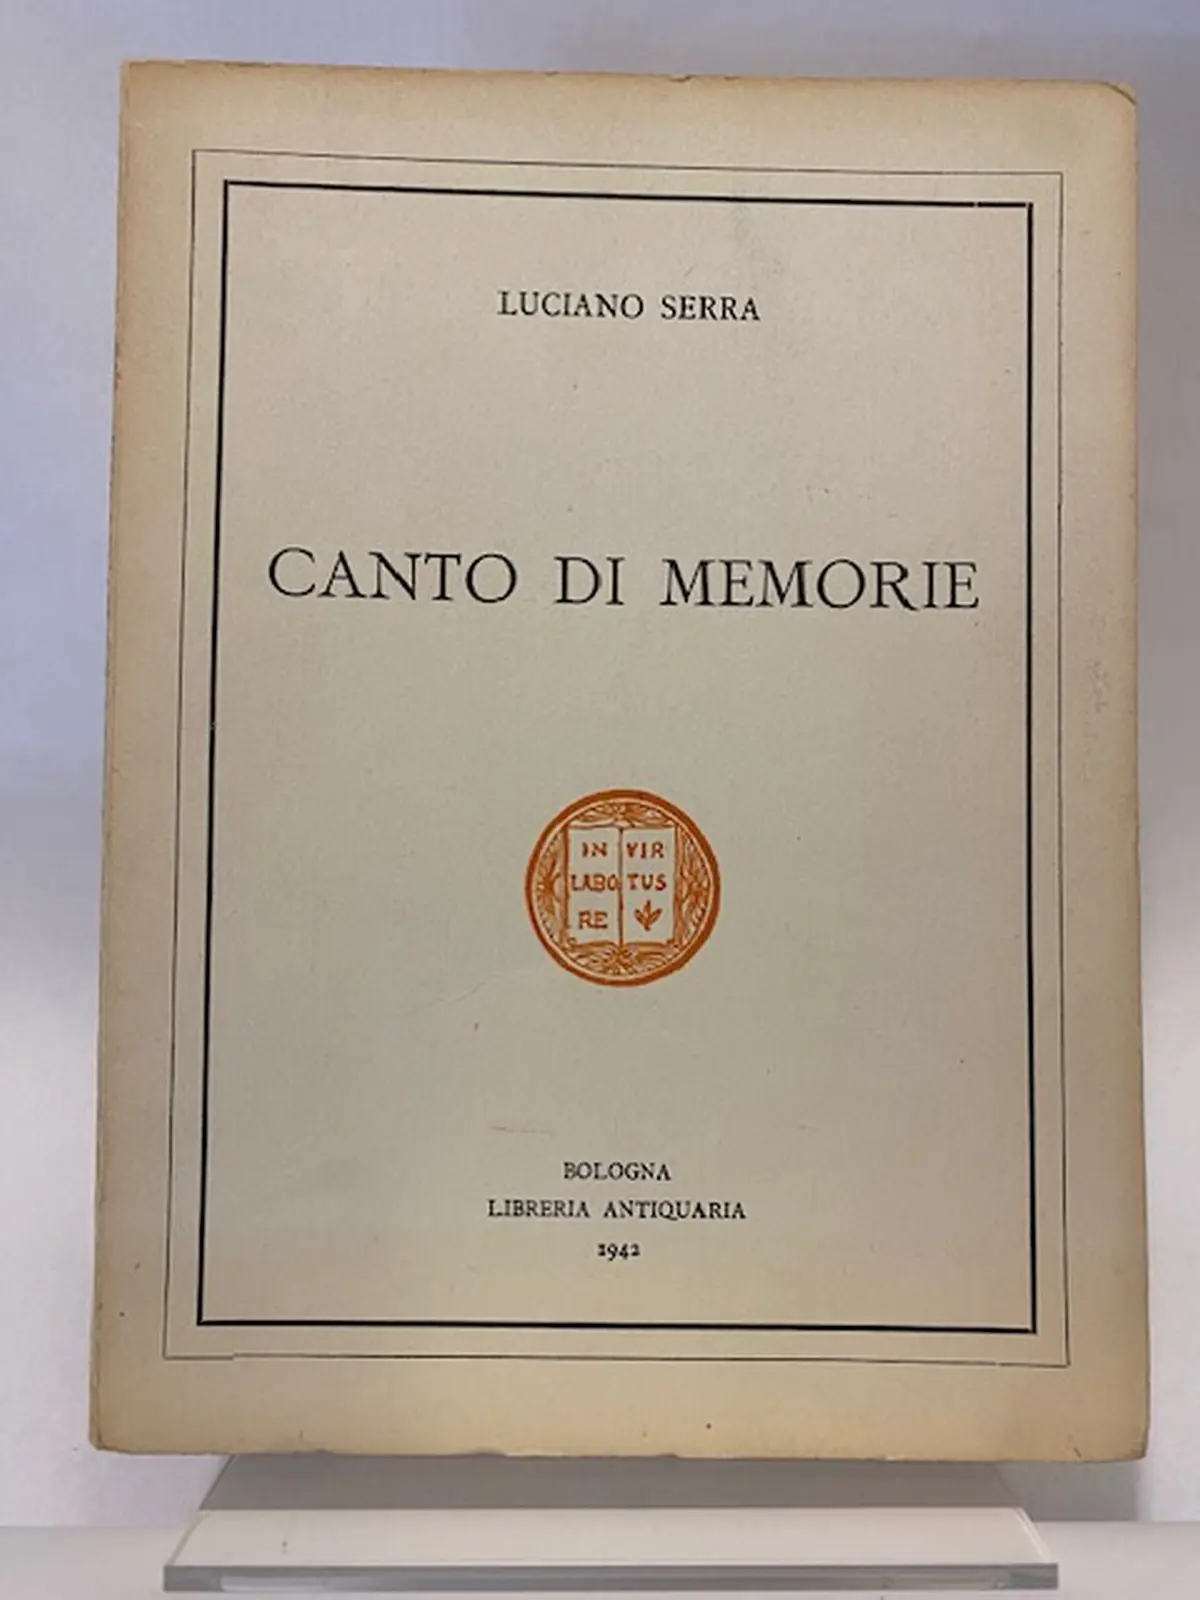 LUCIANO SERRA
CANTO DI MEMORIE
IN VIR
LABO TUS
RE
BOLOGNA
LIBRERIA ANTIQUARIA
1942